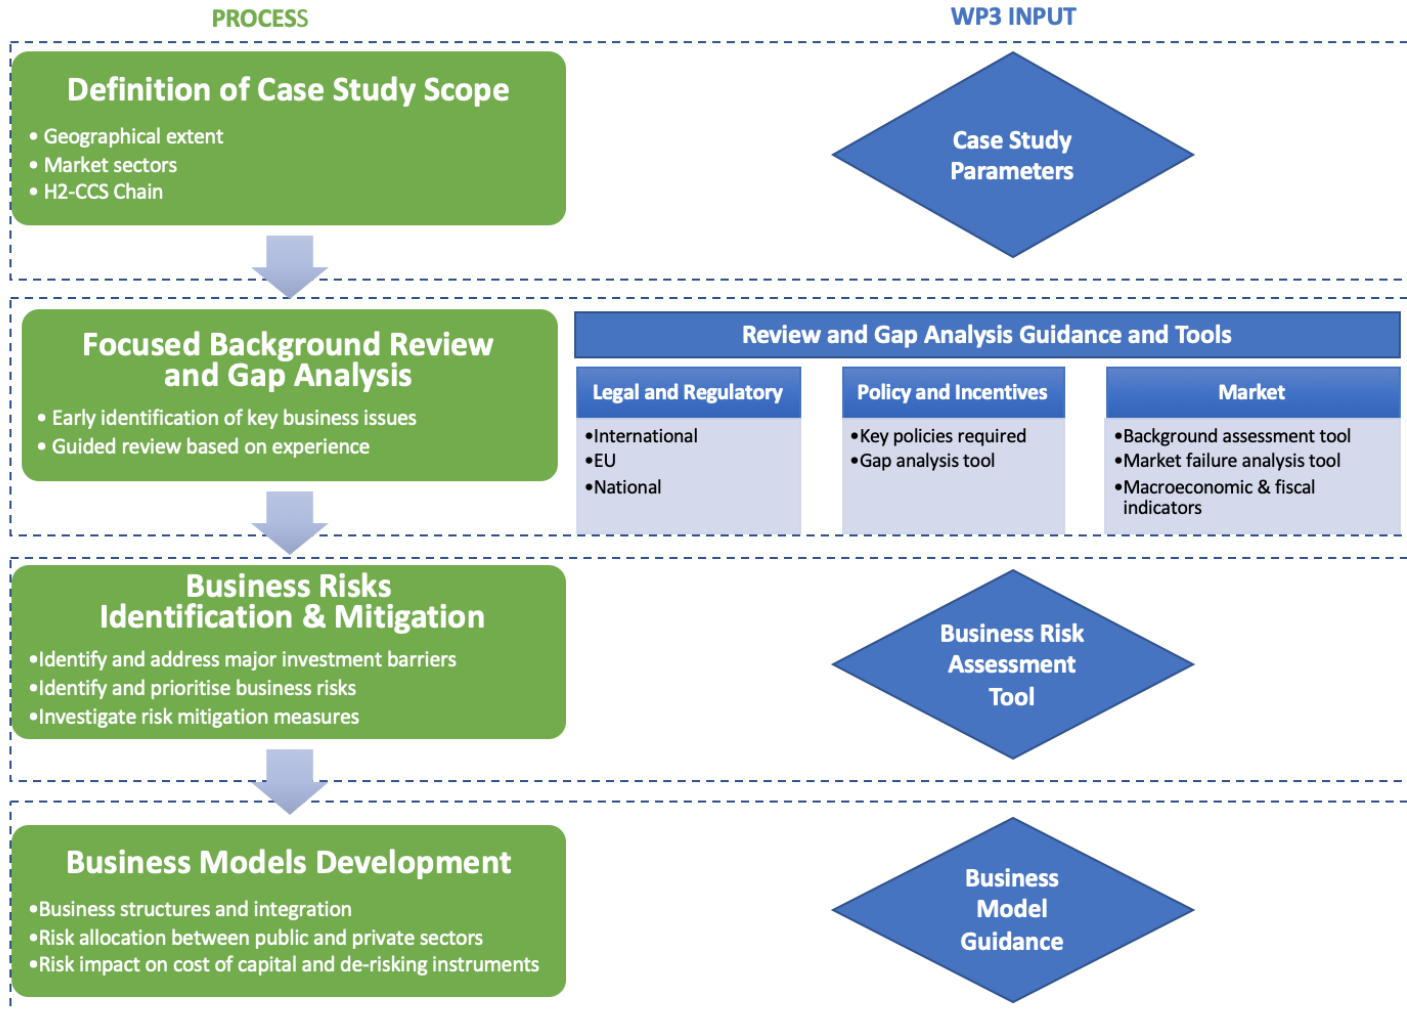 PROCESS
WP3 INPUT
Definition of Case Study Scope
• Geographical extent
• Market sectors
• H2-CCS Chain
Case Study
Parameters
Focused Background Review
and Gap Analysis
• Early identification of key business issues
• Guided review based on experience
Review and Gap Analysis Guidance and Tools
Legal and Regulatory
•International
•EU
•National
Policy and Incentives
•Key policies required
•Gap analysis tool
Market
•Background assessment tool
•Market failure analysis tool
•Macroeconomic & fiscal
indicators
Business Risks
Identification & Mitigation
•Identify and address major investment barriers
•Identify and prioritise business risks
•Investigate risk mitigation measures
Business Risk
Assessment
Tool
Business Models Development
•Business structures and integration
•Risk allocation between public and private sectors
•Risk impact on cost of capital and de-risking instruments
Business
Model
Guidance